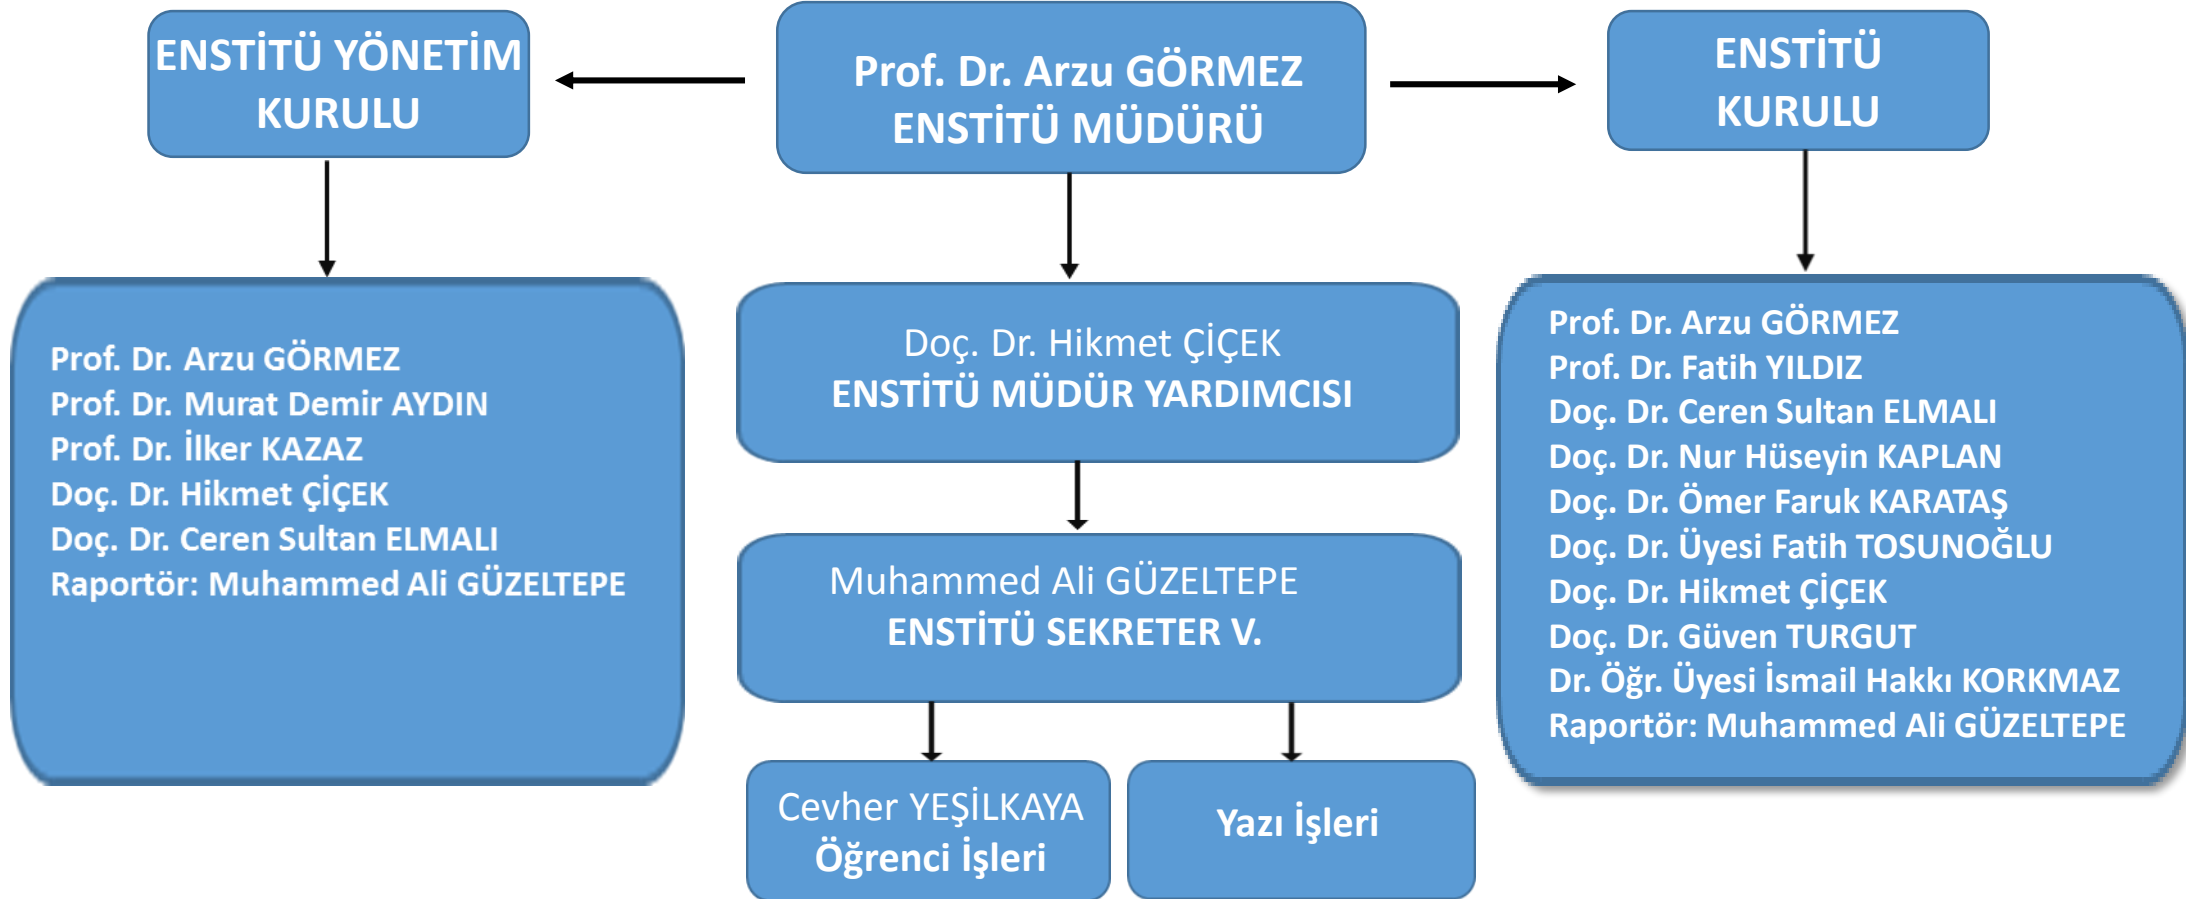 ENSTİTÜ YÖNETİM
KURULU
Prof. Dr. Arzu GÖRMEZ
ENSTİTÜ MÜDÜRÜ
ENSTİTÜ
KURULU
Prof. Dr. Arzu GÖRMEZ
Prof. Dr. Murat Demir AYDIN
Prof. Dr. İlker KAZAZ
Doç. Dr. Hikmet ÇİÇEK
Doç. Dr. Ceren Sultan ELMALI
Raportör: Muhammed Ali GÜZELTEPE
Doç. Dr. Hikmet ÇİÇEK
ENSTİTÜ MÜDÜR YARDIMCISI
Muhammed Ali GÜZELTEPE
ENSTİTÜ SEKRETER V.
Cevher YEŞİLKAYA
Öğrenci İşleri
Yazı İşleri
Prof. Dr. Arzu GÖRMEZ
Prof. Dr. Fatih YILDIZ
Doç. Dr. Ceren Sultan ELMALI
Doç. Dr. Nur Hüseyin KAPLAN
Doç. Dr. Ömer Faruk KARATAŞ
Doç. Dr. Üyesi Fatih TOSUNOĞLU
Doç. Dr. Hikmet ÇİÇEK
Doç. Dr. Güven TURGUT
Dr. Öğr. Üyesi İsmail Hakkı KORKMAZ
Raportör: Muhammed Ali GÜZELTEPE